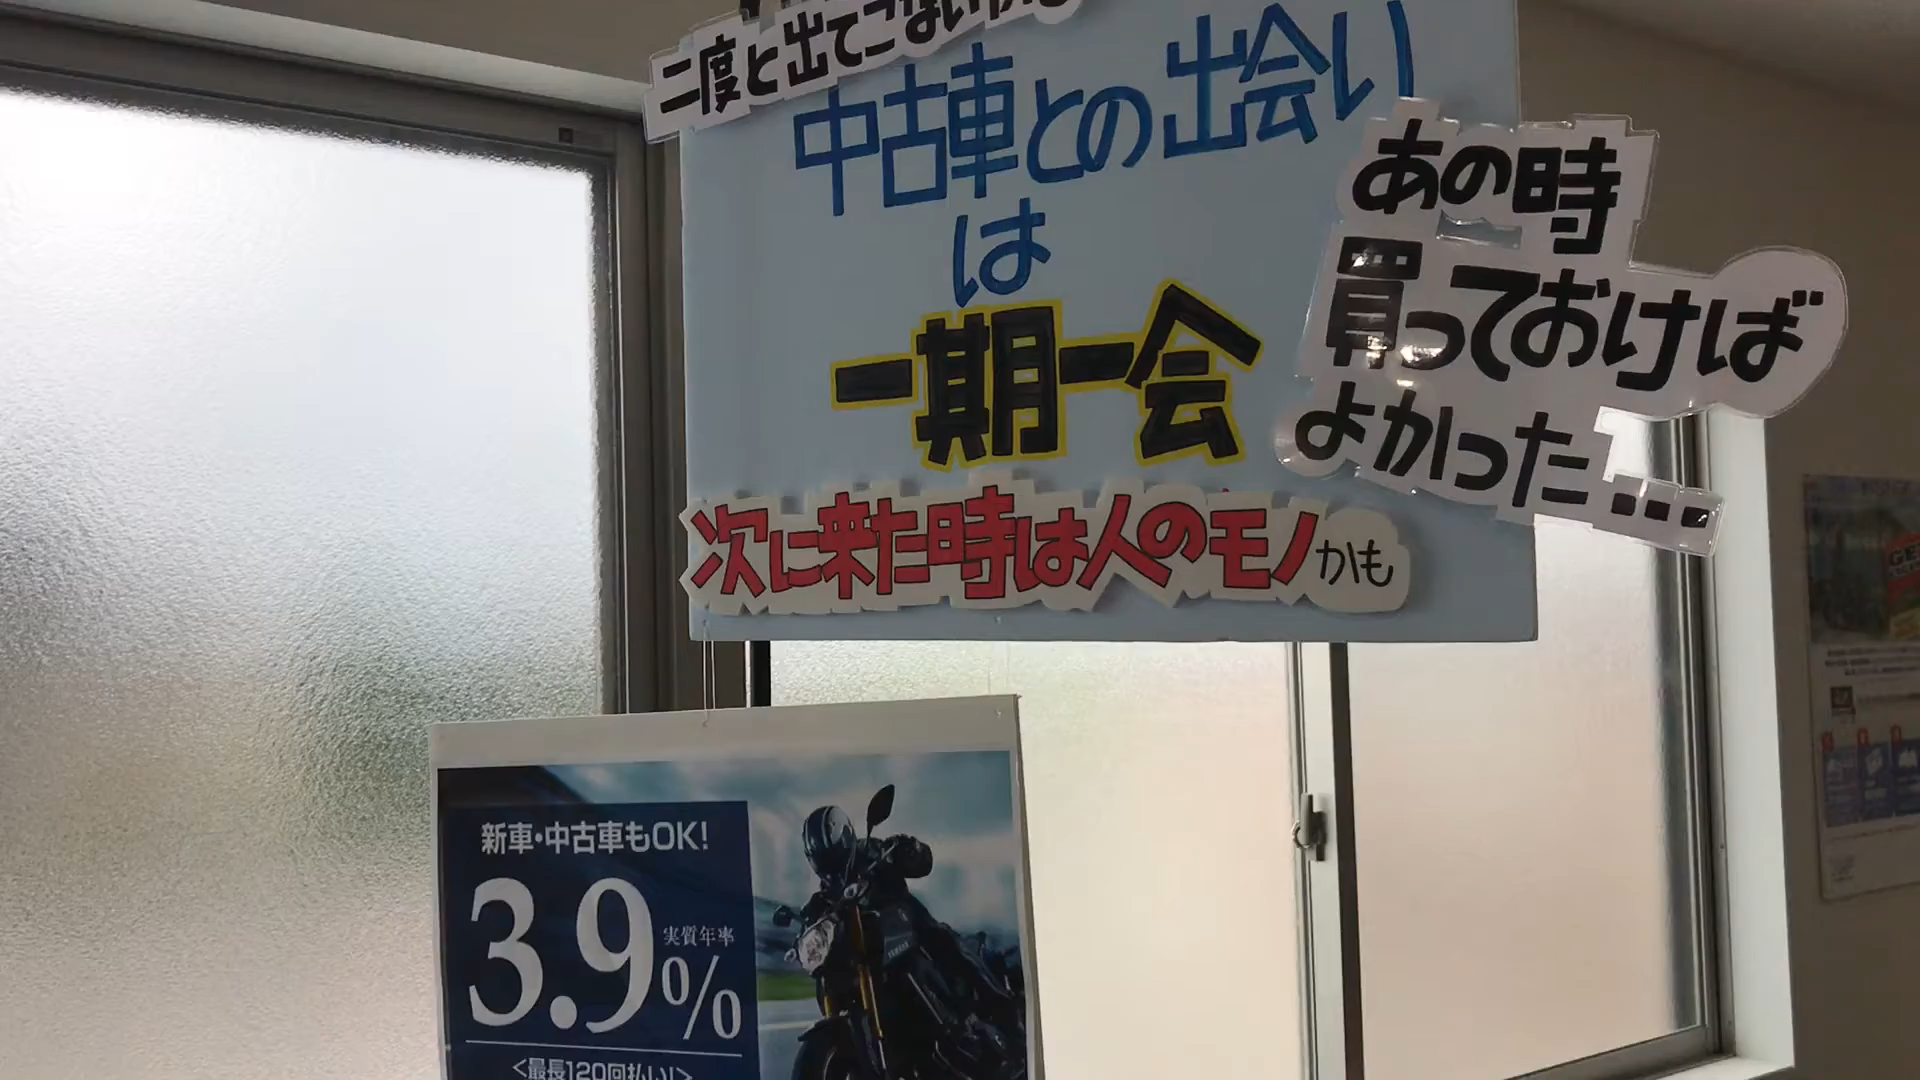 二度と出てこない
中古車との出会い
は
一期一会
あの時
買っておけば
よかった...
次に来た時は人のモノかも
新車・中古車もOK!
3.9%
実質年率
<最長120回払い!>